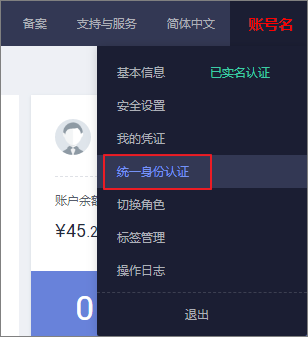 备案 支持与服务 简体中文 账号名
基本信息 已实名认证
安全设置
我的凭证
统一身份认证
账户余额
切换角色
¥45.2
标签管理
操作日志
0
退出